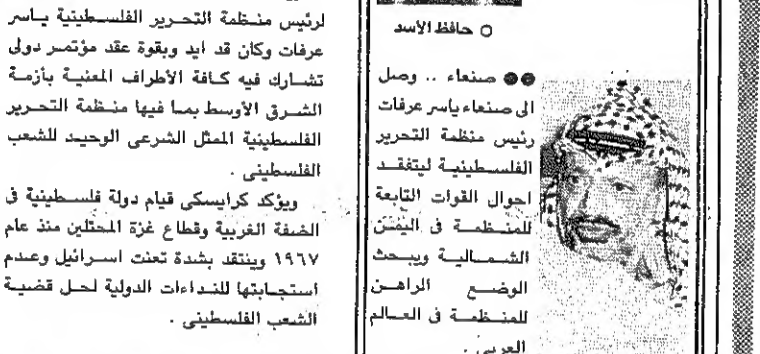 ○ حافظ الأسد
●● صنعاء .. وصل
الى صنعاء ياسر عرفات
رئيس منظمة التحرير
الفلسطينية ليتفقد
احوال القوات التابعة
للمنظمة فى اليمن
الشمالية ويبحث
الوضع الراهن
للمنظمة فى العالم
العربى .
لرئيس منظمة التحرير الفلسطينية ياسر
عرفات وكان قد ايد وبقوة عقد مؤتمر دولى
تشارك فيه كافة الأطراف المعنية بأزمة
الشرق الأوسط بما فيها منظمة التحرير
الفلسطينية الممثل الشرعى الوحيد للشعب
الفلسطينى .
ويؤكد كرايسكى قيام دولة فلسطينية فى
الضفة الغربية وقطاع غزة المحتلين منذ عام
١٩٦٧ وينتقد بشدة تعنت اسرائيل وعدم
استجابتها للنداءات الدولية لحل قضية
الشعب الفلسطينى .